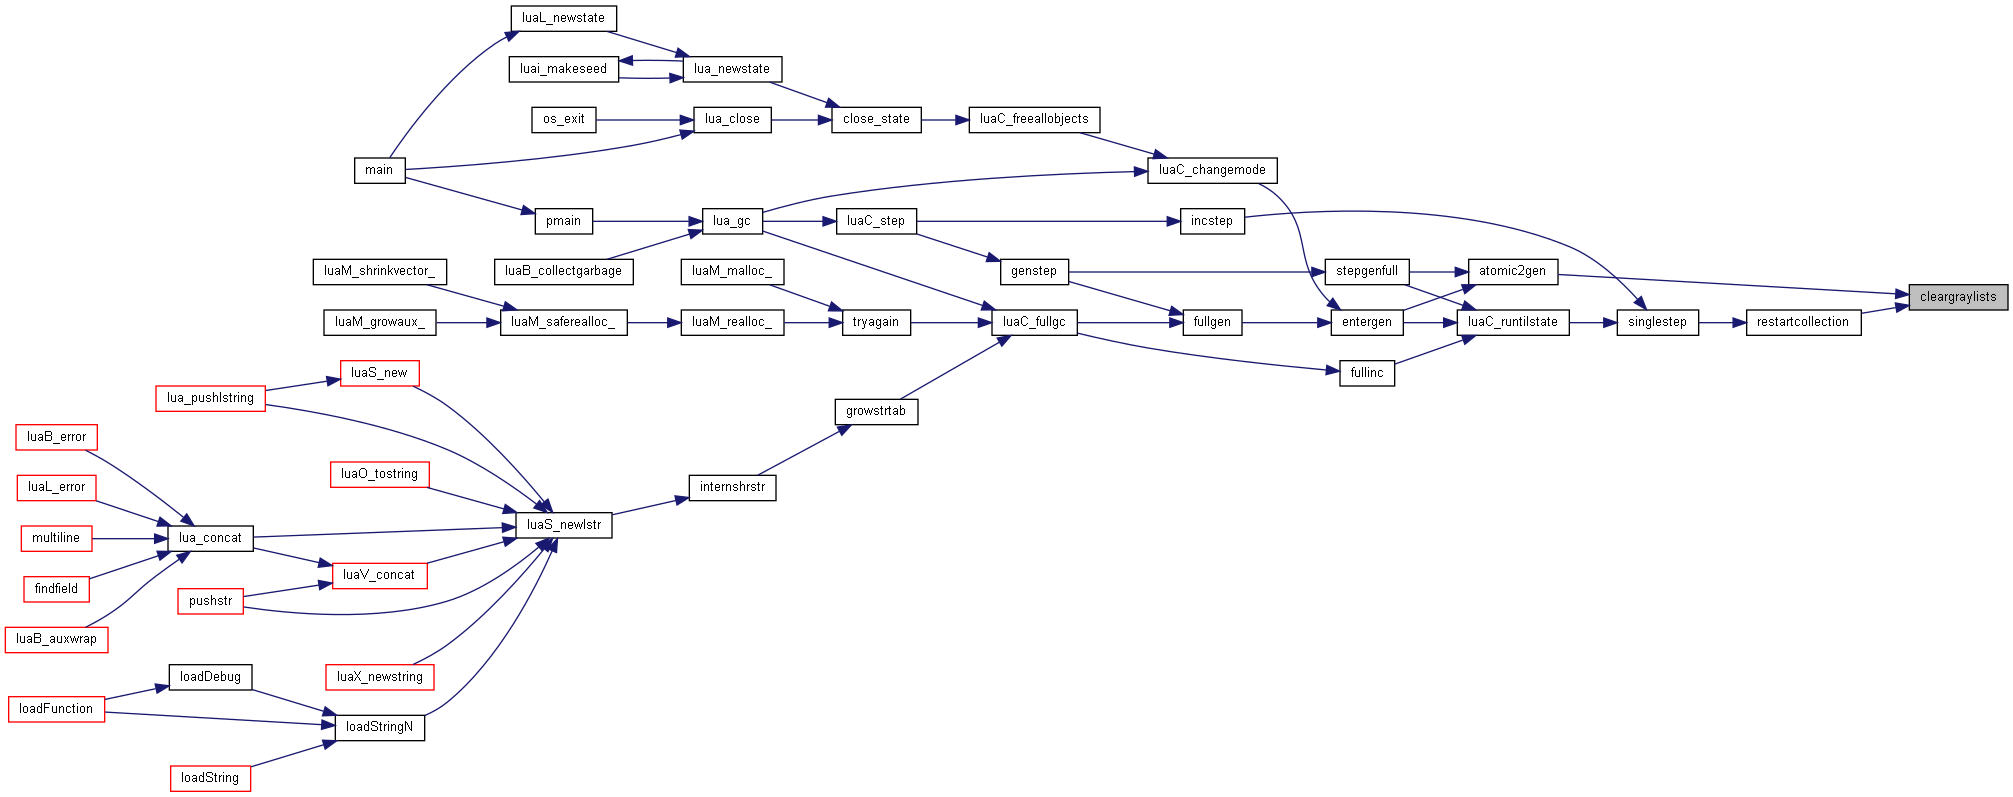 luaL_newstate
luai_makeseed
lua_newstate
os_exit
lua_close
close_state
luaC_freeallobjects
main
luaC_changemode
pmain
lua_gc
luaC_step
incstep
luaM_shrinkvector_
luaB_collectgarbage
luaM_malloc_
genstep
stepgenfull
atomic2gen
cleargraylists
luaM_growaux_
luaM_saferealloc_
luaM_realloc_
tryagain
luaC_fullgc
fullgen
entergen
luaC_runtilstate
singlestep
restartcollection
luaS_new
fullinc
lua_pushlstring
growstrtab
luaB_error
luaO_tostring
luaL_error
internshrstr
luaS_newlstr
multiline
lua_concat
luaV_concat
findfield
pushstr
luaB_auxwrap
loadDebug
luaX_newstring
loadFunction
loadStringN
loadString